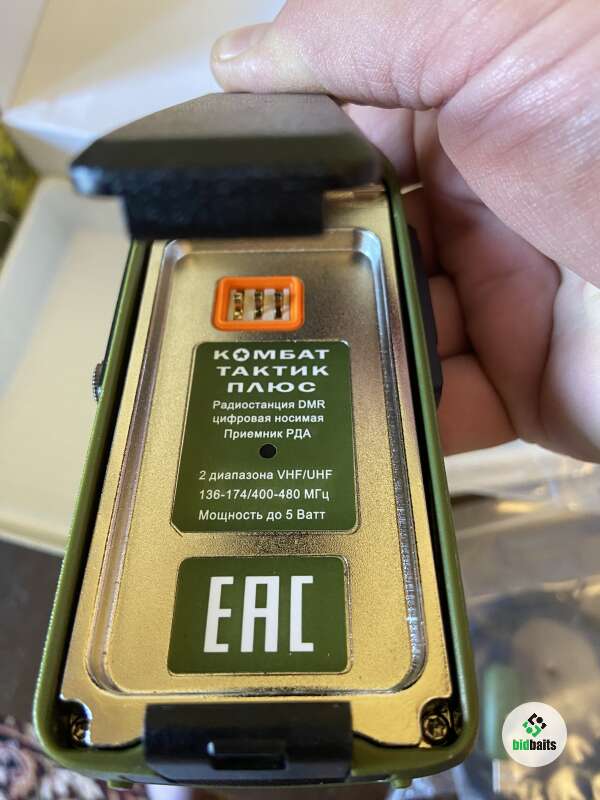 КОМБАТ
ТАКТИК
ПЛЮС
Радиостанция DMR
цифровая носимая
Приемник РДА
2 диапазона VHF/UHF
136-174/400-480 МГц
Мощность до 5 Ватт
EAC
bidbaits